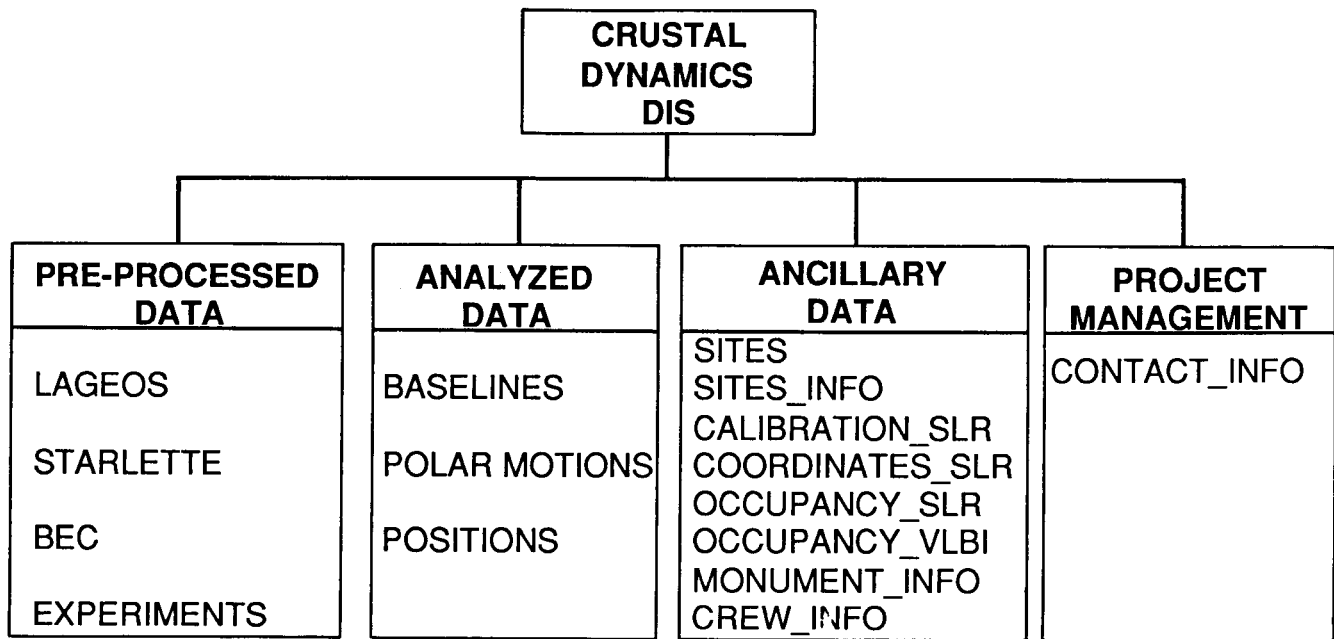 CRUSTAL
DYNAMICS
DIS
PRE-PROCESSED
DATA
LAGEOS
STARLETTE
BEC
EXPERIMENTS
ANALYZED
DATA
BASELINES
POLAR MOTIONS
POSITIONS
ANCILLARY
DATA
SITES
SITES_INFO
CALIBRATION_SLR
COORDINATES_SLR
OCCUPANCY_SLR
OCCUPANCY_VLBI
MONUMENT_INFO
CREW_INFO
PROJECT
MANAGEMENT
CONTACT_INFO